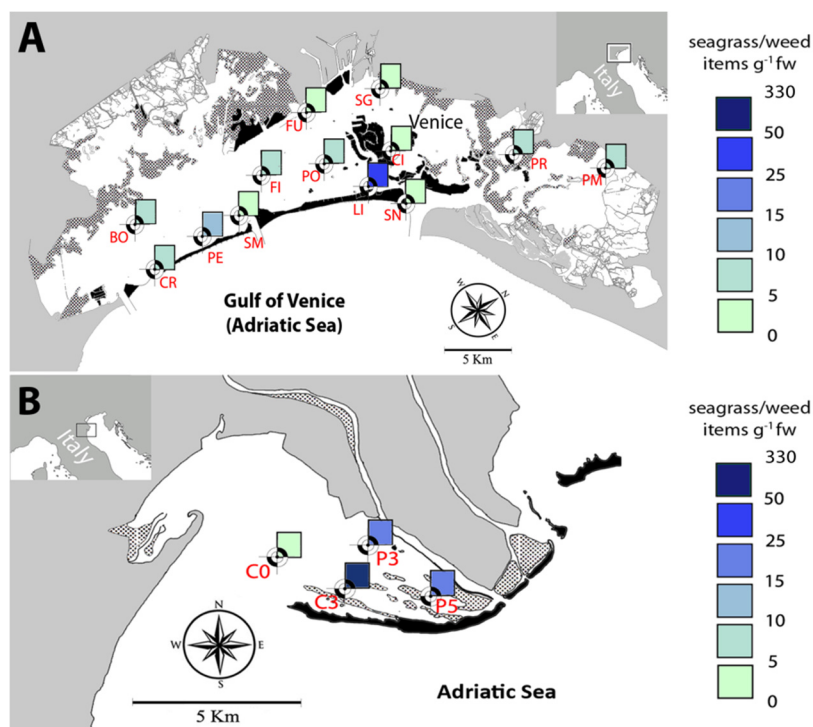 A
Italy
seagrass/weed
items g⁻¹ fw
330
50
25
15
10
5
0
SG
FU
Venice
CI
PR
PM
FI
PO
LI
SN
BO
PE
SM
CR
Gulf of Venice
(Adriatic Sea)
N
W
E
S
5 Km
B
Italy
seagrass/weed
items g⁻¹ fw
330
50
25
15
10
5
0
C0
P3
C3
P5
N
W
E
S
5 Km
Adriatic Sea